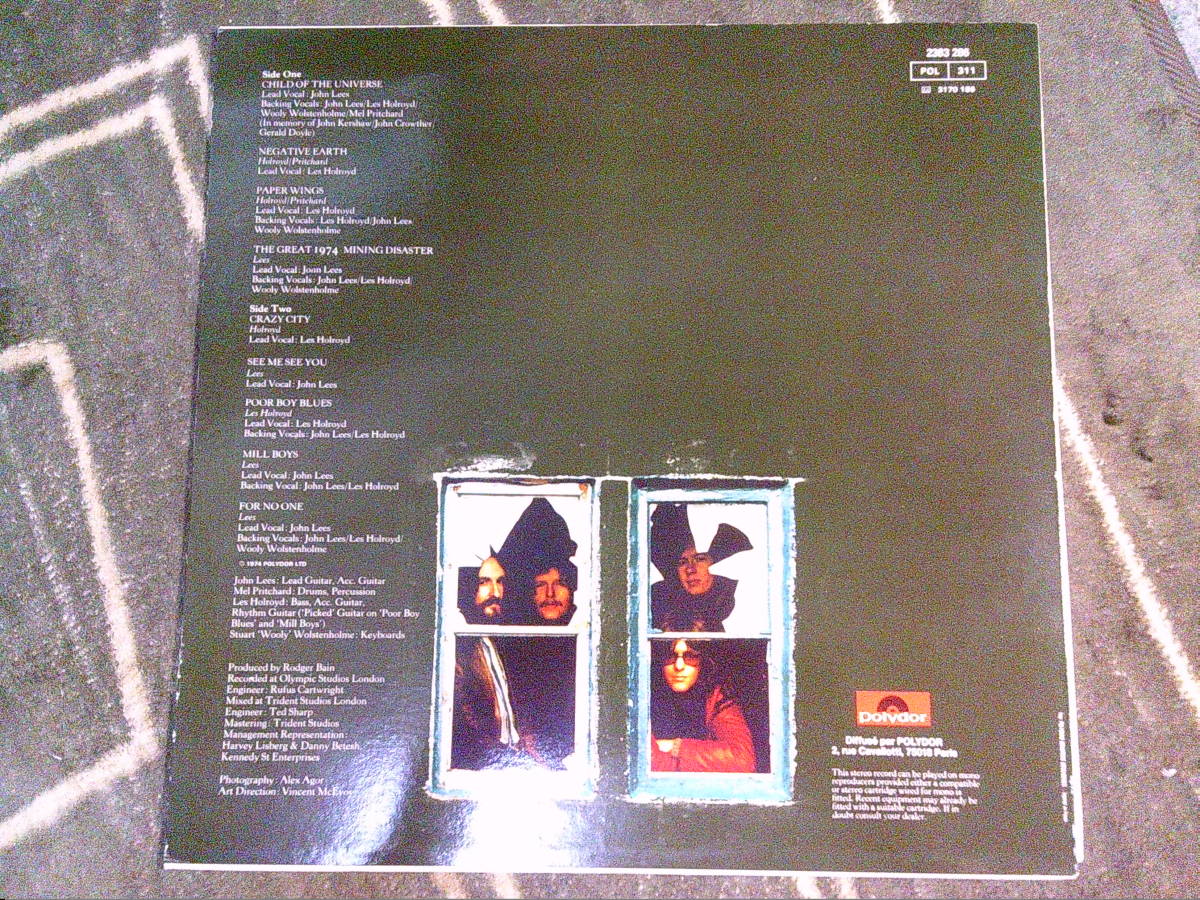 Side One
CHILD OF THE UNIVERSE
Lead Vocal: John Lees
Backing Vocals: John Lees/Les Holroyd/
Wooly Wolstenholme/Mel Pritchard
(In memory of John Kershaw/John Crowther/
Gerald Doyle)
NEGATIVE EARTH
Holroyd/Pritchard
Lead Vocal: Les Holroyd
PAPER WINGS
Holroyd/Pritchard
Lead Vocal: Les Holroyd
Backing Vocals: Les Holroyd/John Lees
Wooly Wolstenholme
THE GREAT 1974 MINING DISASTER
Lees
Lead Vocal: John Lees
Backing Vocals: John Lees/Les Holroyd
Wooly Wolstenholme
Side Two
CRAZY CITY
Holroyd
Lead Vocal: Les Holroyd
SEE ME SEE YOU
Lees
Lead Vocal: John Lees
POOR BOY BLUES
Les Holroyd
Lead Vocal: Les Holroyd
Backing Vocals: John Lees/Les Holroyd
MILL BOYS
Lees
Lead Vocal: John Lees
Backing Vocal: John Lees/Les Holroyd
FOR NO ONE
Lees
Lead Vocal: John Lees
Backing Vocals: John Lees/Les Holroyd/
Wooly Wolstenholme
℗ 1974 POLYDOR LTD
John Lees: Lead Guitar, Acc. Guitar
Mel Pritchard: Drums, Percussion
Les Holroyd: Bass, Acc. Guitar,
Rhythm Guitar ('Picked' Guitar on 'Poor Boy
Blues' and 'Mill Boys')
Stuart 'Wooly' Wolstenholme: Keyboards
Produced by Rodger Bain
Recorded at Olympic Studios London
Engineer: Rufus Cartwright
Mixed at Trident Studios London
Engineer: Ted Sharp
Mastering: Trident Studios
Management Representation:
Harvey Lisberg & Danny Betesh,
Kennedy St Enterprises
Photography: Alex Agor
Art Direction: Vincent McEvoy
2383 286
POL 311
3170 186
Polydor
Diffusé par POLYDOR
2, rue Cavallotti, 75018 Paris
This stereo record can be played on mono
reproducers provided either a compatible
or stereo cartridge wired for mono is
fitted. Recent equipment may already be
fitted with a suitable cartridge. If in
doubt consult your dealer.